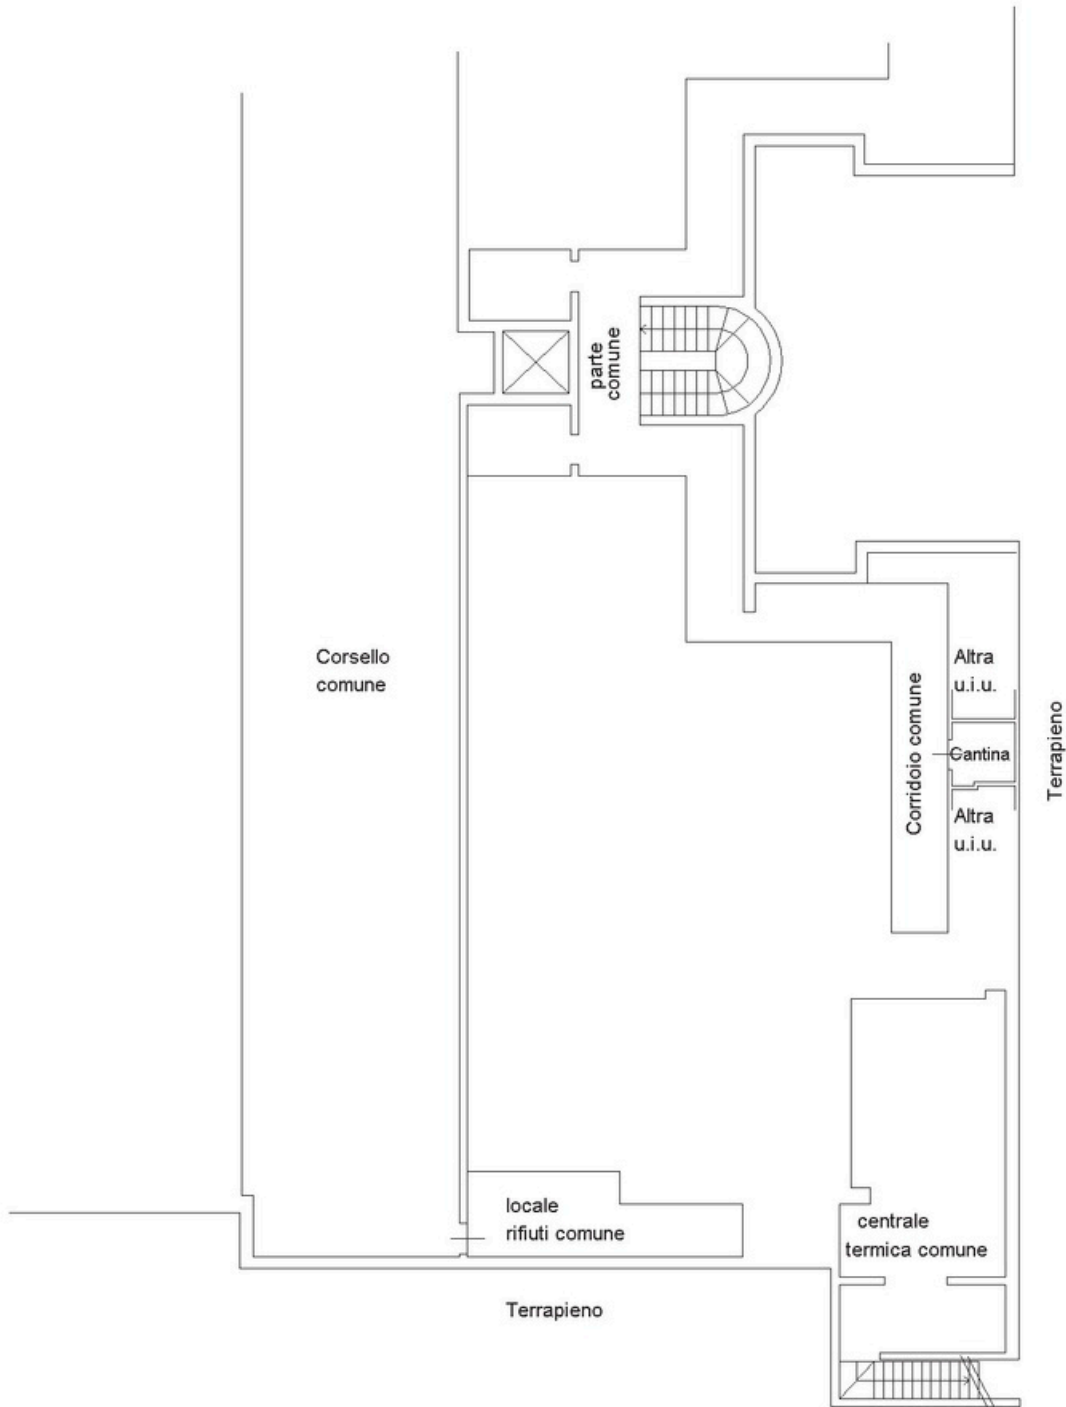 parte
comune
Corsello
comune
Altra
u.i.u.
Corridoio comune
Cantina
Terrapieno
Altra
u.i.u.
locale
rifiuti comune
centrale
termica comune
Terrapieno